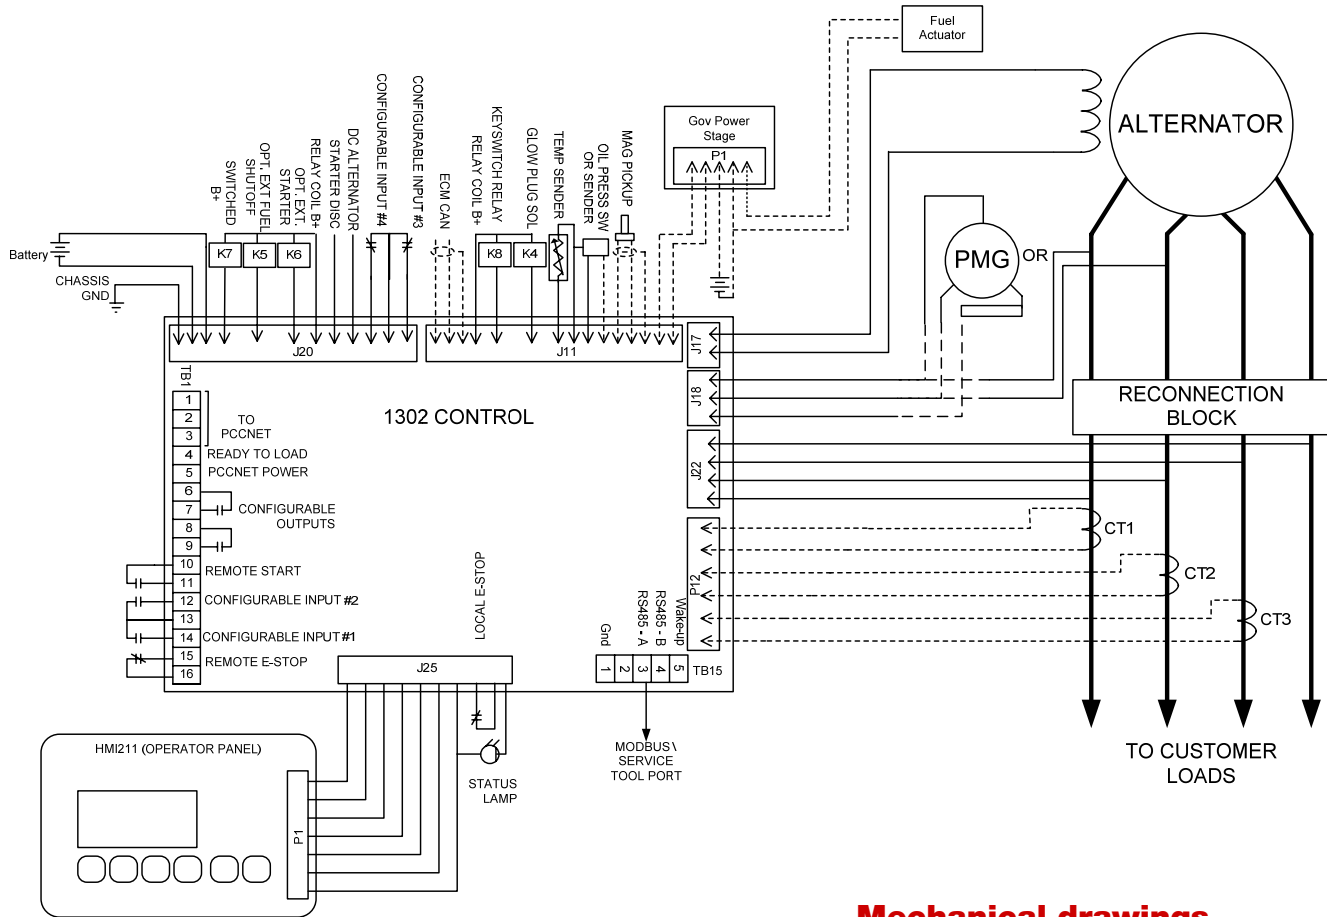 Fuel
Actuator
ALTERNATOR
Gov Power
Stage
P1
SWITCHED
B+
OPT. EXT FUEL
SHUTOFF
OPT. EXT.
STARTER
RELAY COIL B+
STARTER DISC
DC ALTERNATOR
CONFIGURABLE INPUT #4
CONFIGURABLE INPUT #3
ECM CAN
RELAY COIL B+
KEYSWITCH RELAY
GLOW PLUG SOL
TEMP SENDER
OIL PRESS SW
OR SENDER
MAG PICKUP
Battery
K7
K5
K6
K8
K4
PMG
OR
CHASSIS
GND
J20
J11
J17
TB1
1
2
3
4
5
6
7
8
9
10
11
12
13
14
15
16
TO
PCCNET
READY TO LOAD
PCCNET POWER
CONFIGURABLE
OUTPUTS
REMOTE START
CONFIGURABLE INPUT #2
CONFIGURABLE INPUT #1
REMOTE E-STOP
1302 CONTROL
J18
RECONNECTION
BLOCK
J22
CT1
CT2
CT3
P12
LOCAL E-STOP
Gnd
RS485 - A
RS485 - B
Wake-up
1
2
3
4
5
TB15
J25
MODBUS\
SERVICE
TOOL PORT
TO CUSTOMER
LOADS
HMI211 (OPERATOR PANEL)
STATUS
LAMP
P1
Mechanical drawings